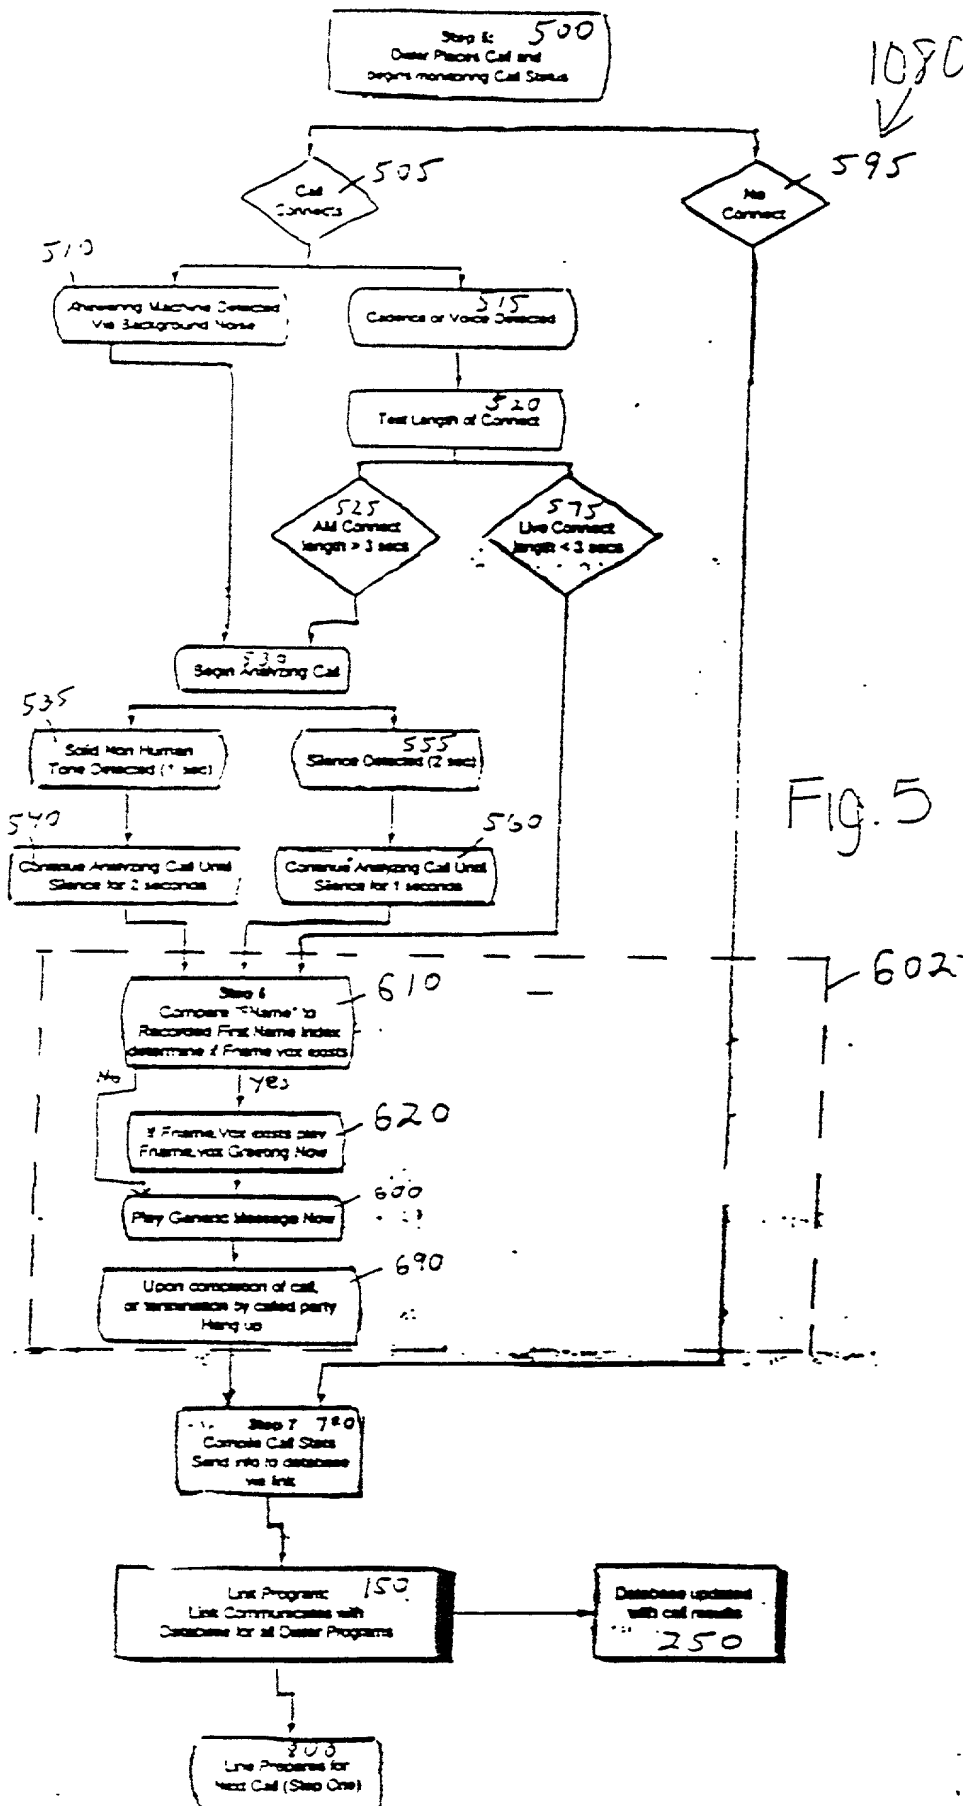 Step 5: 500
Dialer Places Call and
begins monitoring Call Status
1080
505
Call
Connects
595
No
Connect
510
Answering Machine Detected
Via Background Noise
515
Cadence or Voice Detected
520
Test Length of Connect
525
AM Connect
length > 3 secs
575
Live Connect
length < 3 secs
530
Begin Analyzing Call
535
Solid Non Human
Tone Detected (1 sec)
555
Silence Detected (2 sec)
Fig. 5
540
Continue Analyzing Call Until
Silence for 2 seconds
560
Continue Analyzing Call Until
Silence for 1 seconds
602
Step 6 610
Compare "FName" to
Recorded First Name Index
determine if Fname.vox exists
No
yes
620
If Fname.vox exists play
Fname.vox Greeting Now
600
Play Generic Message Now
690
Upon completion of call,
or termination by called party
Hang up
Step 7
Compile Call Stats
Send info to database
via link
Link Program: 150
Link Communicates with
Database for all Dialer Programs
Database updated
with call results
250
800
Line Prepares for
Next Call (Step One)